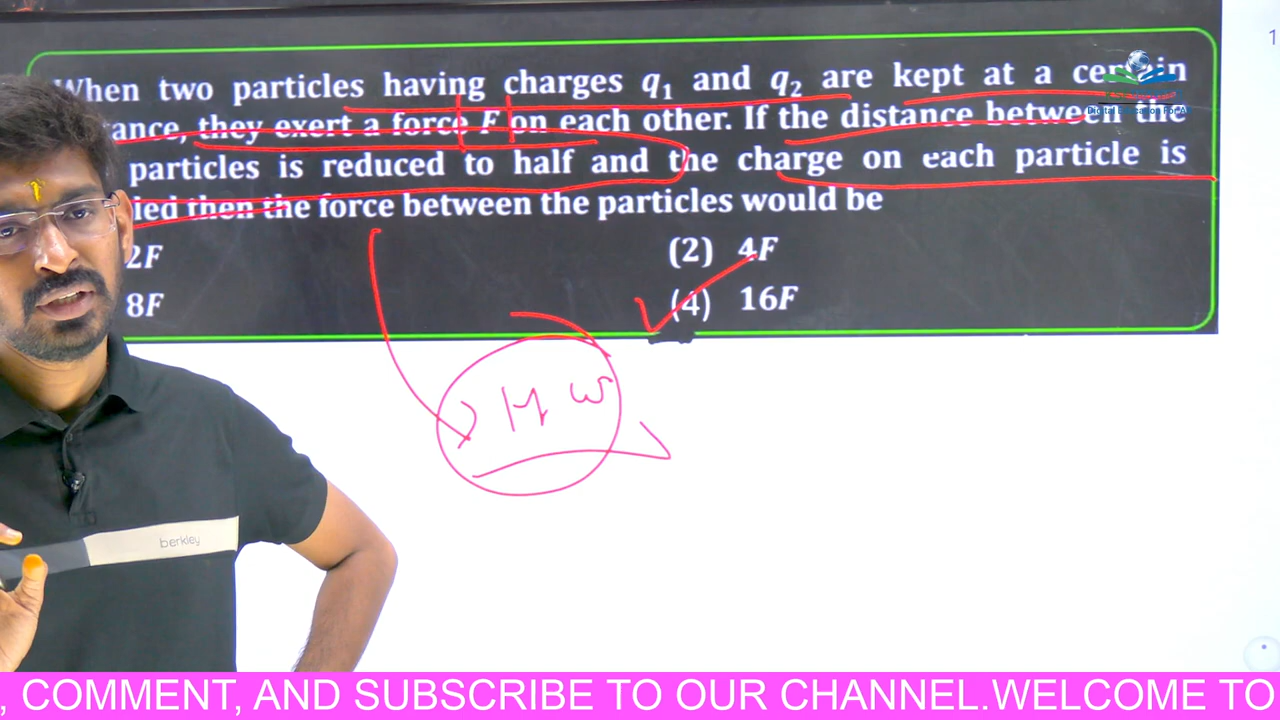 When two particles having charges q₁ and q₂ are kept at a certain
they exert a force F on each other. If the distance between the
particles is reduced to half and the charge on each particle is
then the force between the particles would be
2F
(2) 4F
8F
(4) 16F
HW
berkley
1
, COMMENT, AND SUBSCRIBE TO OUR CHANNEL.WELCOME TO